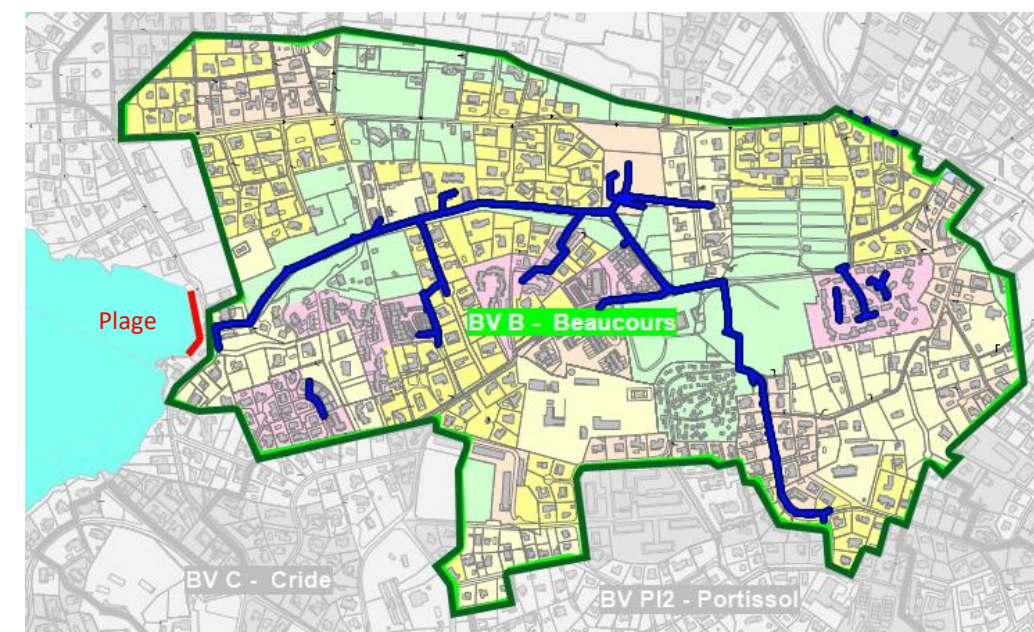 Plage
BV B - Beaucours
BV C - Cride
BV PI2 - Portissol